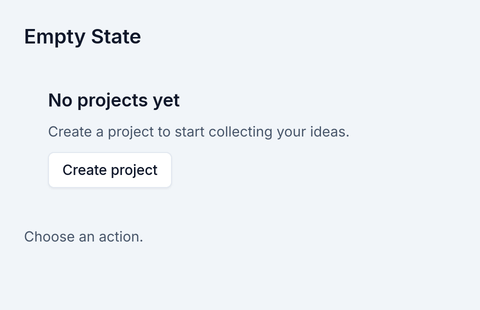 Empty State
No projects yet
Create a project to start collecting your ideas.
Create project
Choose an action.